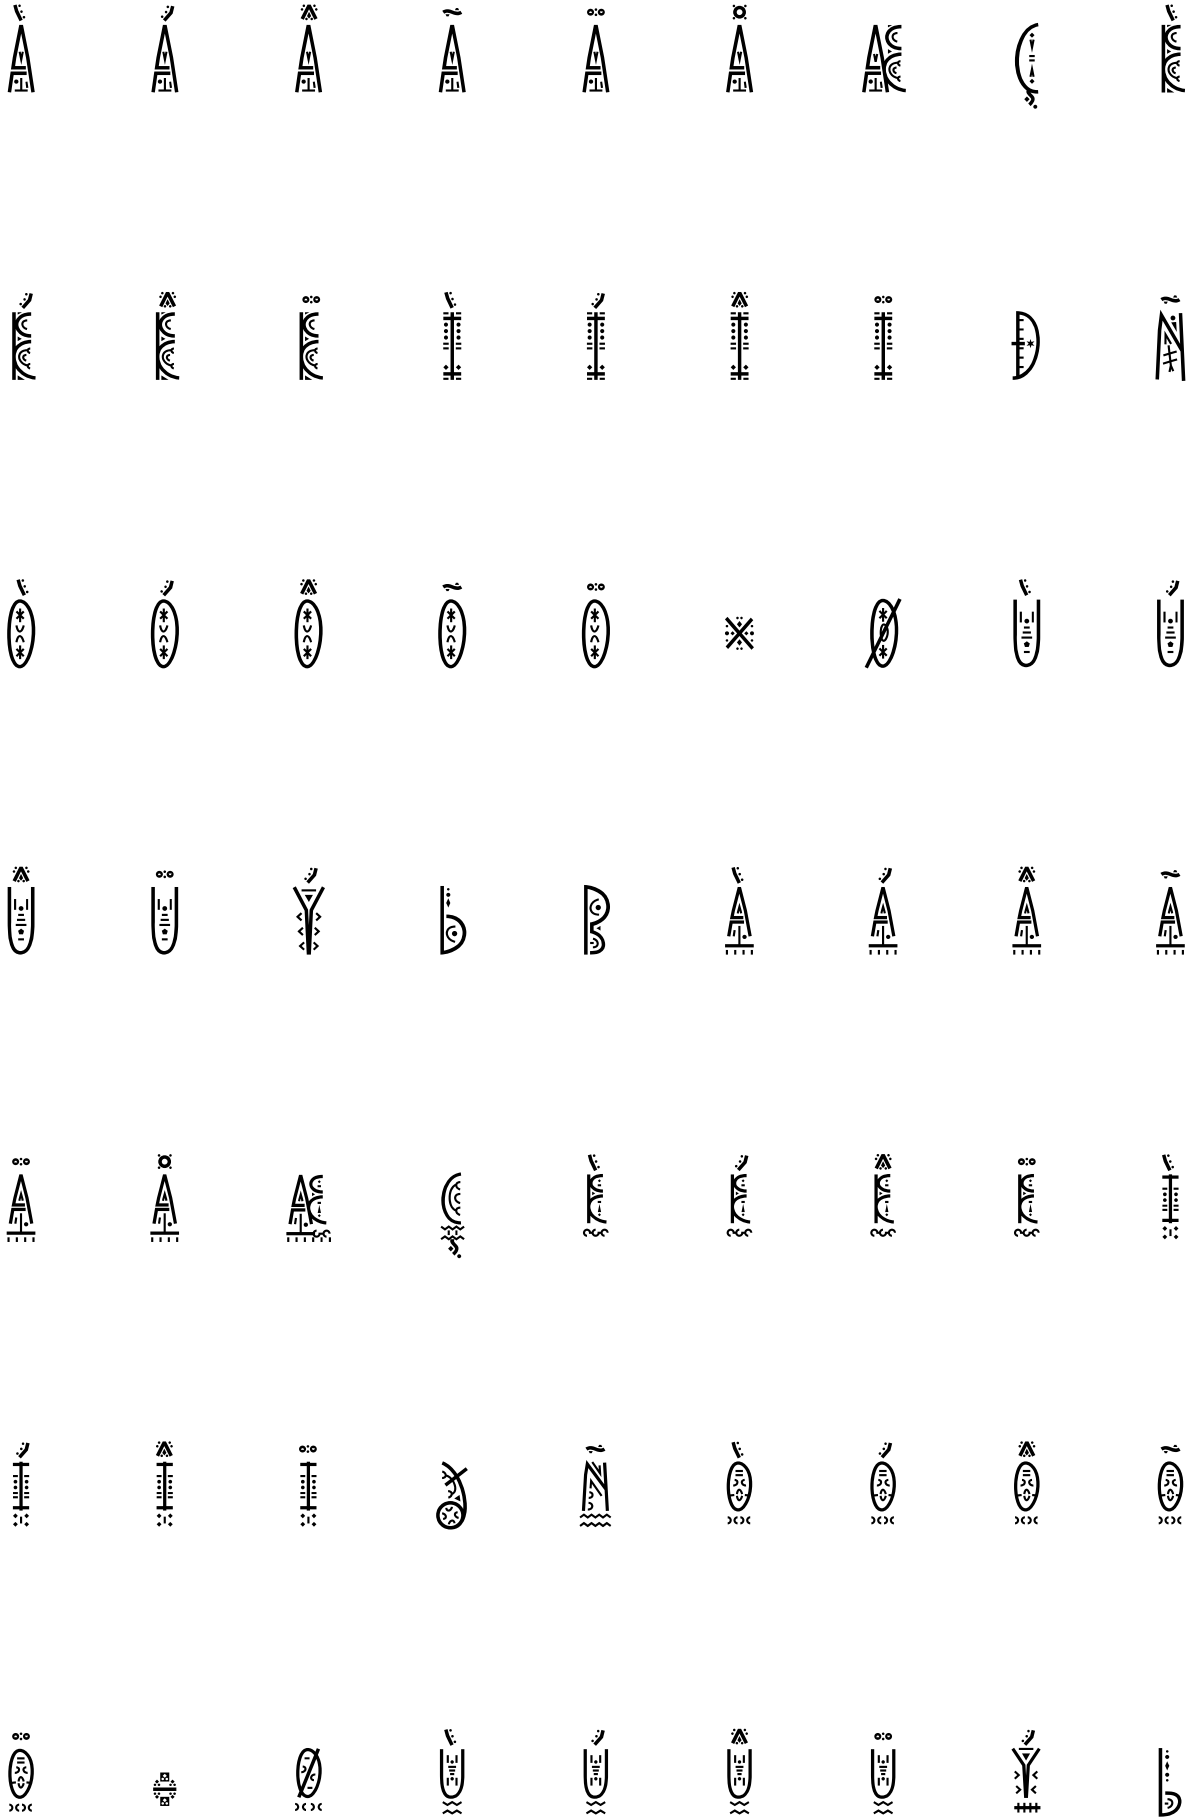 À Á Â Ã Ä Å Æ Ç È
É Ê Ë Ì Í Î Ï Ð Ñ
Ò Ó Ô Õ Ö × Ø Ù Ú
Û Ü Ý Þ ß à á â ã
ä å æ ç è é ê ë ì
í î ï ð ñ ò ó ô õ
ö ÷ ø ù ú û ü ý þ